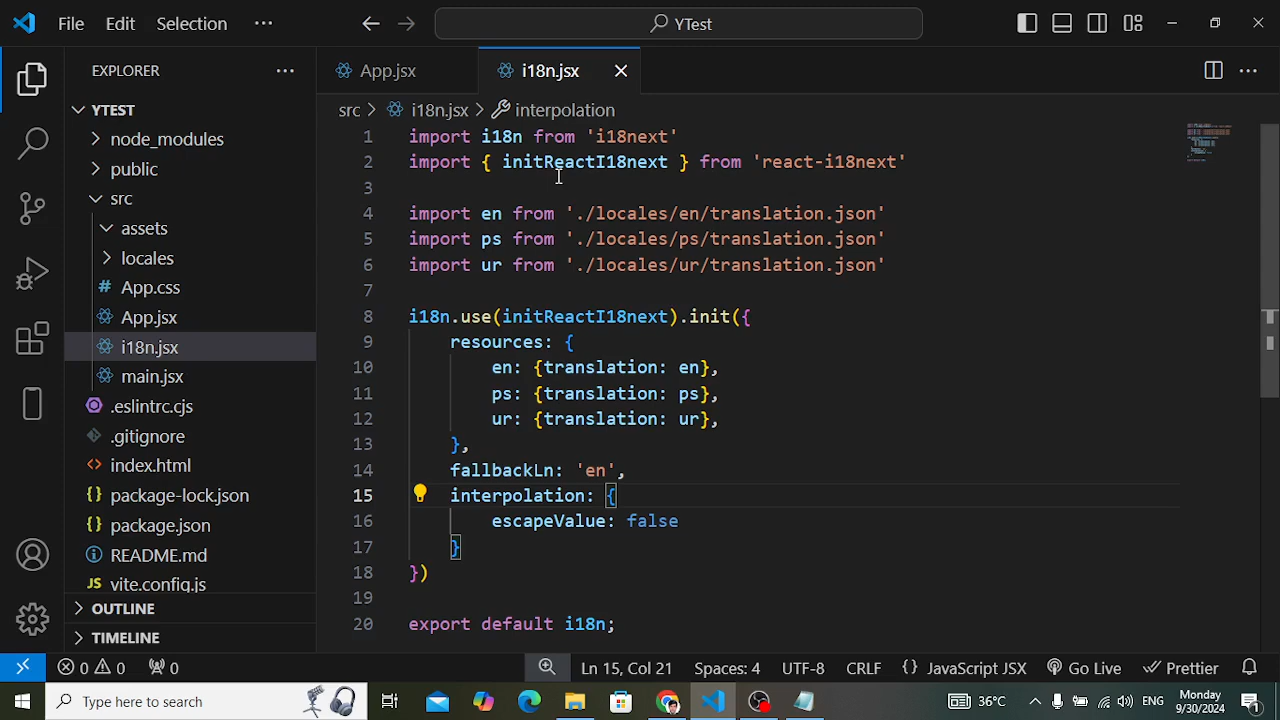 File Edit Selection ··· YTest
EXPLORER ···
YTEST
node_modules
public
src
assets
locales
App.css
App.jsx
i18n.jsx
main.jsx
.eslintrc.cjs
.gitignore
index.html
package-lock.json
package.json
README.md
vite.config.js
OUTLINE
TIMELINE
App.jsx i18n.jsx
src > i18n.jsx > interpolation
1 import i18n from 'i18next'
2 import { initReactI18next } from 'react-i18next'
3
4 import en from './locales/en/translation.json'
5 import ps from './locales/ps/translation.json'
6 import ur from './locales/ur/translation.json'
7
8 i18n.use(initReactI18next).init({
9 resources: {
10 en: {translation: en},
11 ps: {translation: ps},
12 ur: {translation: ur},
13 },
14 fallbackLn: 'en',
15 interpolation: {
16 escapeValue: false
17 }
18 })
19
20 export default i18n;
0 0 0 Ln 15, Col 21 Spaces: 4 UTF-8 CRLF {} JavaScript JSX Go Live Prettier
Type here to search 36°C ENG Monday 9/30/2024 1